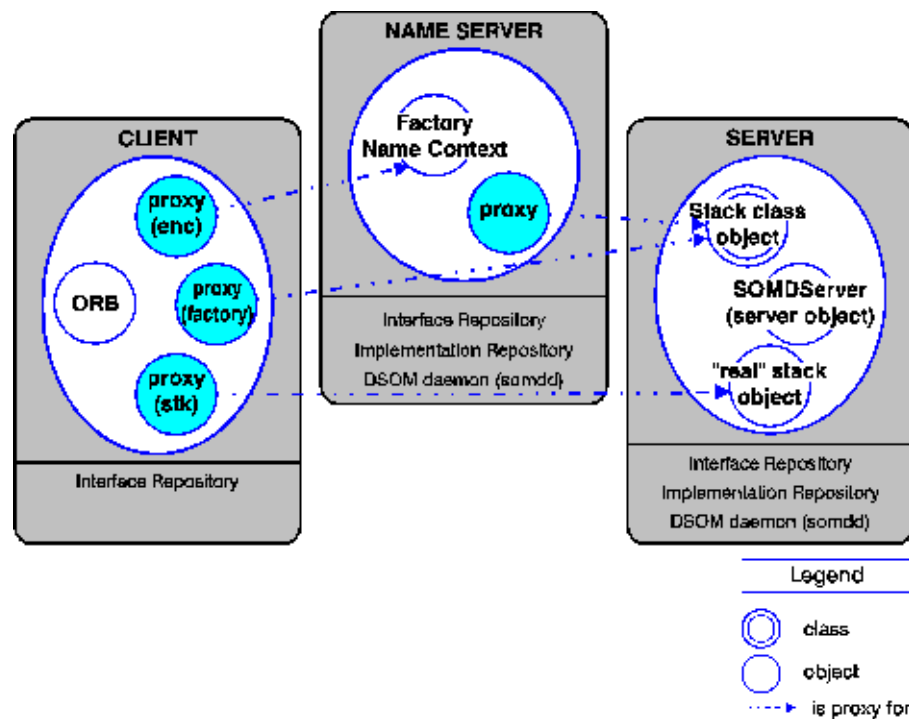 NAME SERVER
Factory
Name Context
proxy
Interface Repository
Implementation Repository
DSOM daemon (somdd)
CLIENT
proxy
(enc)
ORB
proxy
(factory)
proxy
(stk)
Interface Repository
SERVER
Stack class
object
SOMDServer
(server object)
"real" stack
object
Interface Repository
Implementation Repository
DSOM daemon (somdd)
Legend
class
object
is proxy for